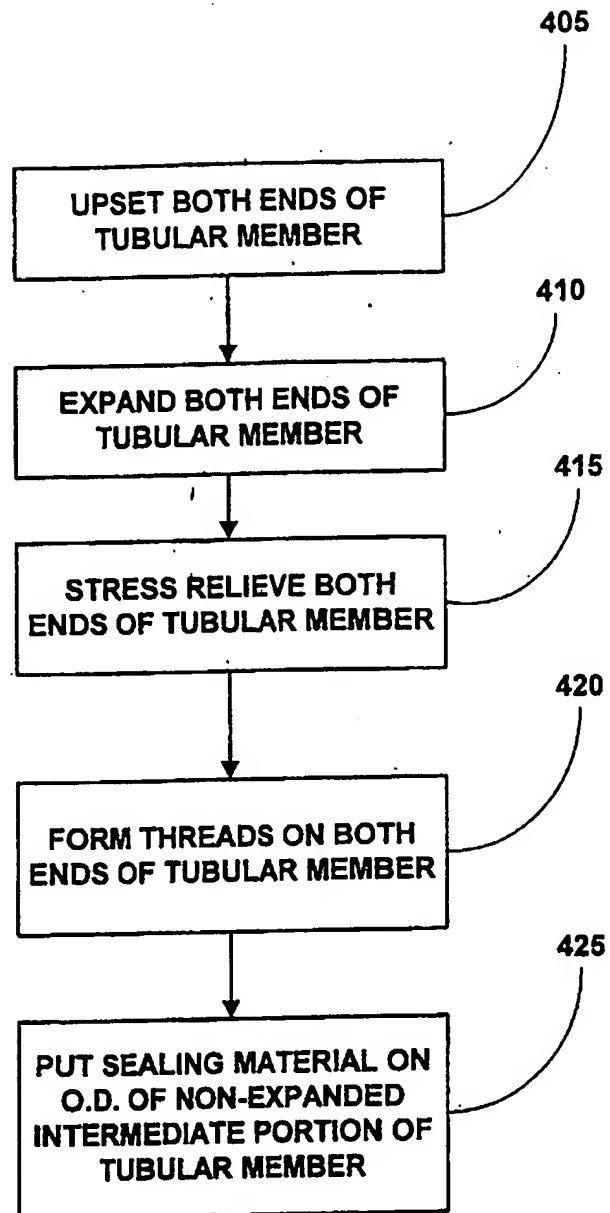 405
UPSET BOTH ENDS OF
TUBULAR MEMBER
410
EXPAND BOTH ENDS OF
TUBULAR MEMBER
415
STRESS RELIEVE BOTH
ENDS OF TUBULAR MEMBER
420
FORM THREADS ON BOTH
ENDS OF TUBULAR MEMBER
425
PUT SEALING MATERIAL ON
O.D. OF NON-EXPANDED
INTERMEDIATE PORTION OF
TUBULAR MEMBER